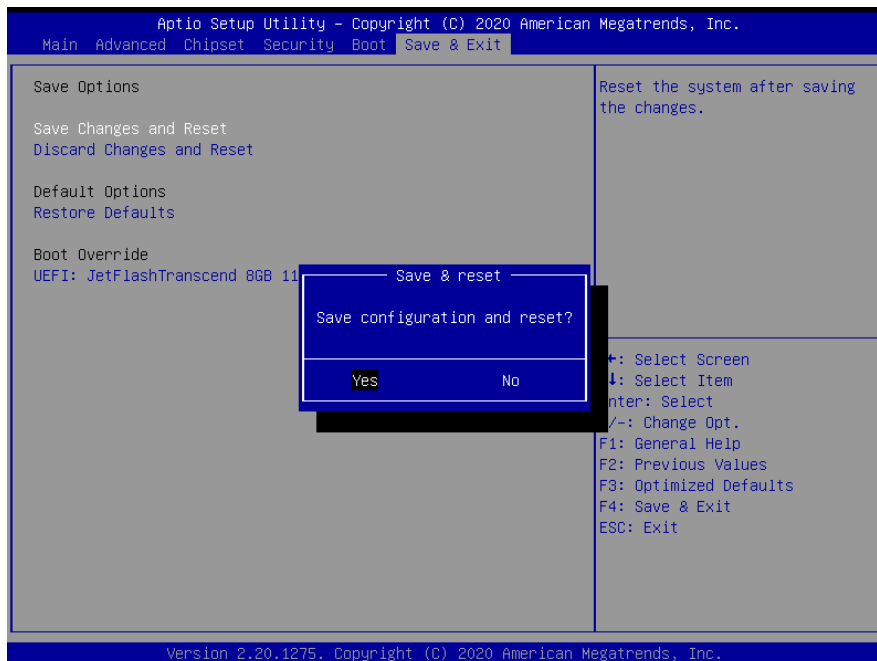 Aptio Setup Utility – Copyright (C) 2020 American Megatrends, Inc.
Main Advanced Chipset Security Boot Save & Exit
Save Options
Save Changes and Reset
Discard Changes and Reset
Default Options
Restore Defaults
Boot Override
UEFI: JetFlashTranscend 8GB 11
Reset the system after saving
the changes.
Save & reset
Save configuration and reset?
Yes No
: Select Screen
: Select Item
nter: Select
/-: Change Opt.
F1: General Help
F2: Previous Values
F3: Optimized Defaults
F4: Save & Exit
ESC: Exit
Version 2.20.1275. Copyright (C) 2020 American Megatrends, Inc.